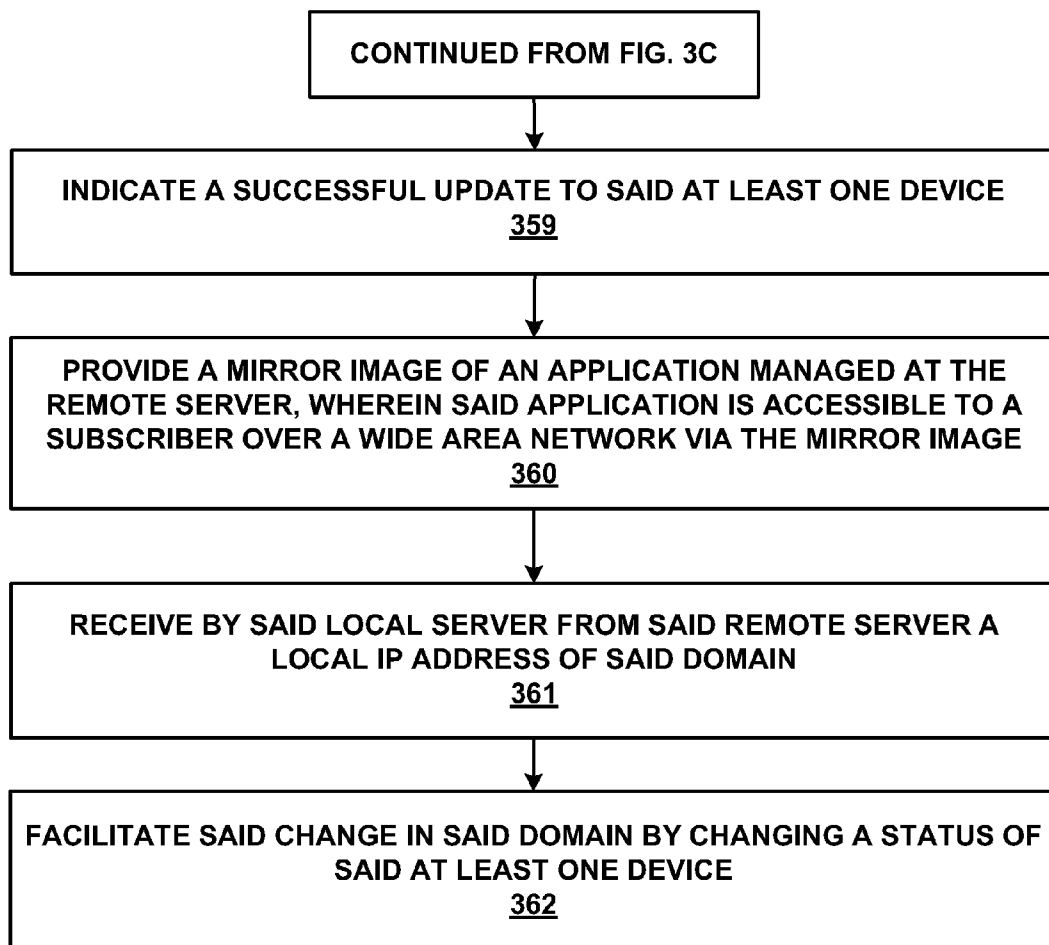 CONTINUED FROM FIG. 3C
INDICATE A SUCCESSFUL UPDATE TO SAID AT LEAST ONE DEVICE
359
PROVIDE A MIRROR IMAGE OF AN APPLICATION MANAGED AT THE
REMOTE SERVER, WHEREIN SAID APPLICATION IS ACCESSIBLE TO A
SUBSCRIBER OVER A WIDE AREA NETWORK VIA THE MIRROR IMAGE
360
RECEIVE BY SAID LOCAL SERVER FROM SAID REMOTE SERVER A
LOCAL IP ADDRESS OF SAID DOMAIN
361
FACILITATE SAID CHANGE IN SAID DOMAIN BY CHANGING A STATUS OF
SAID AT LEAST ONE DEVICE
362